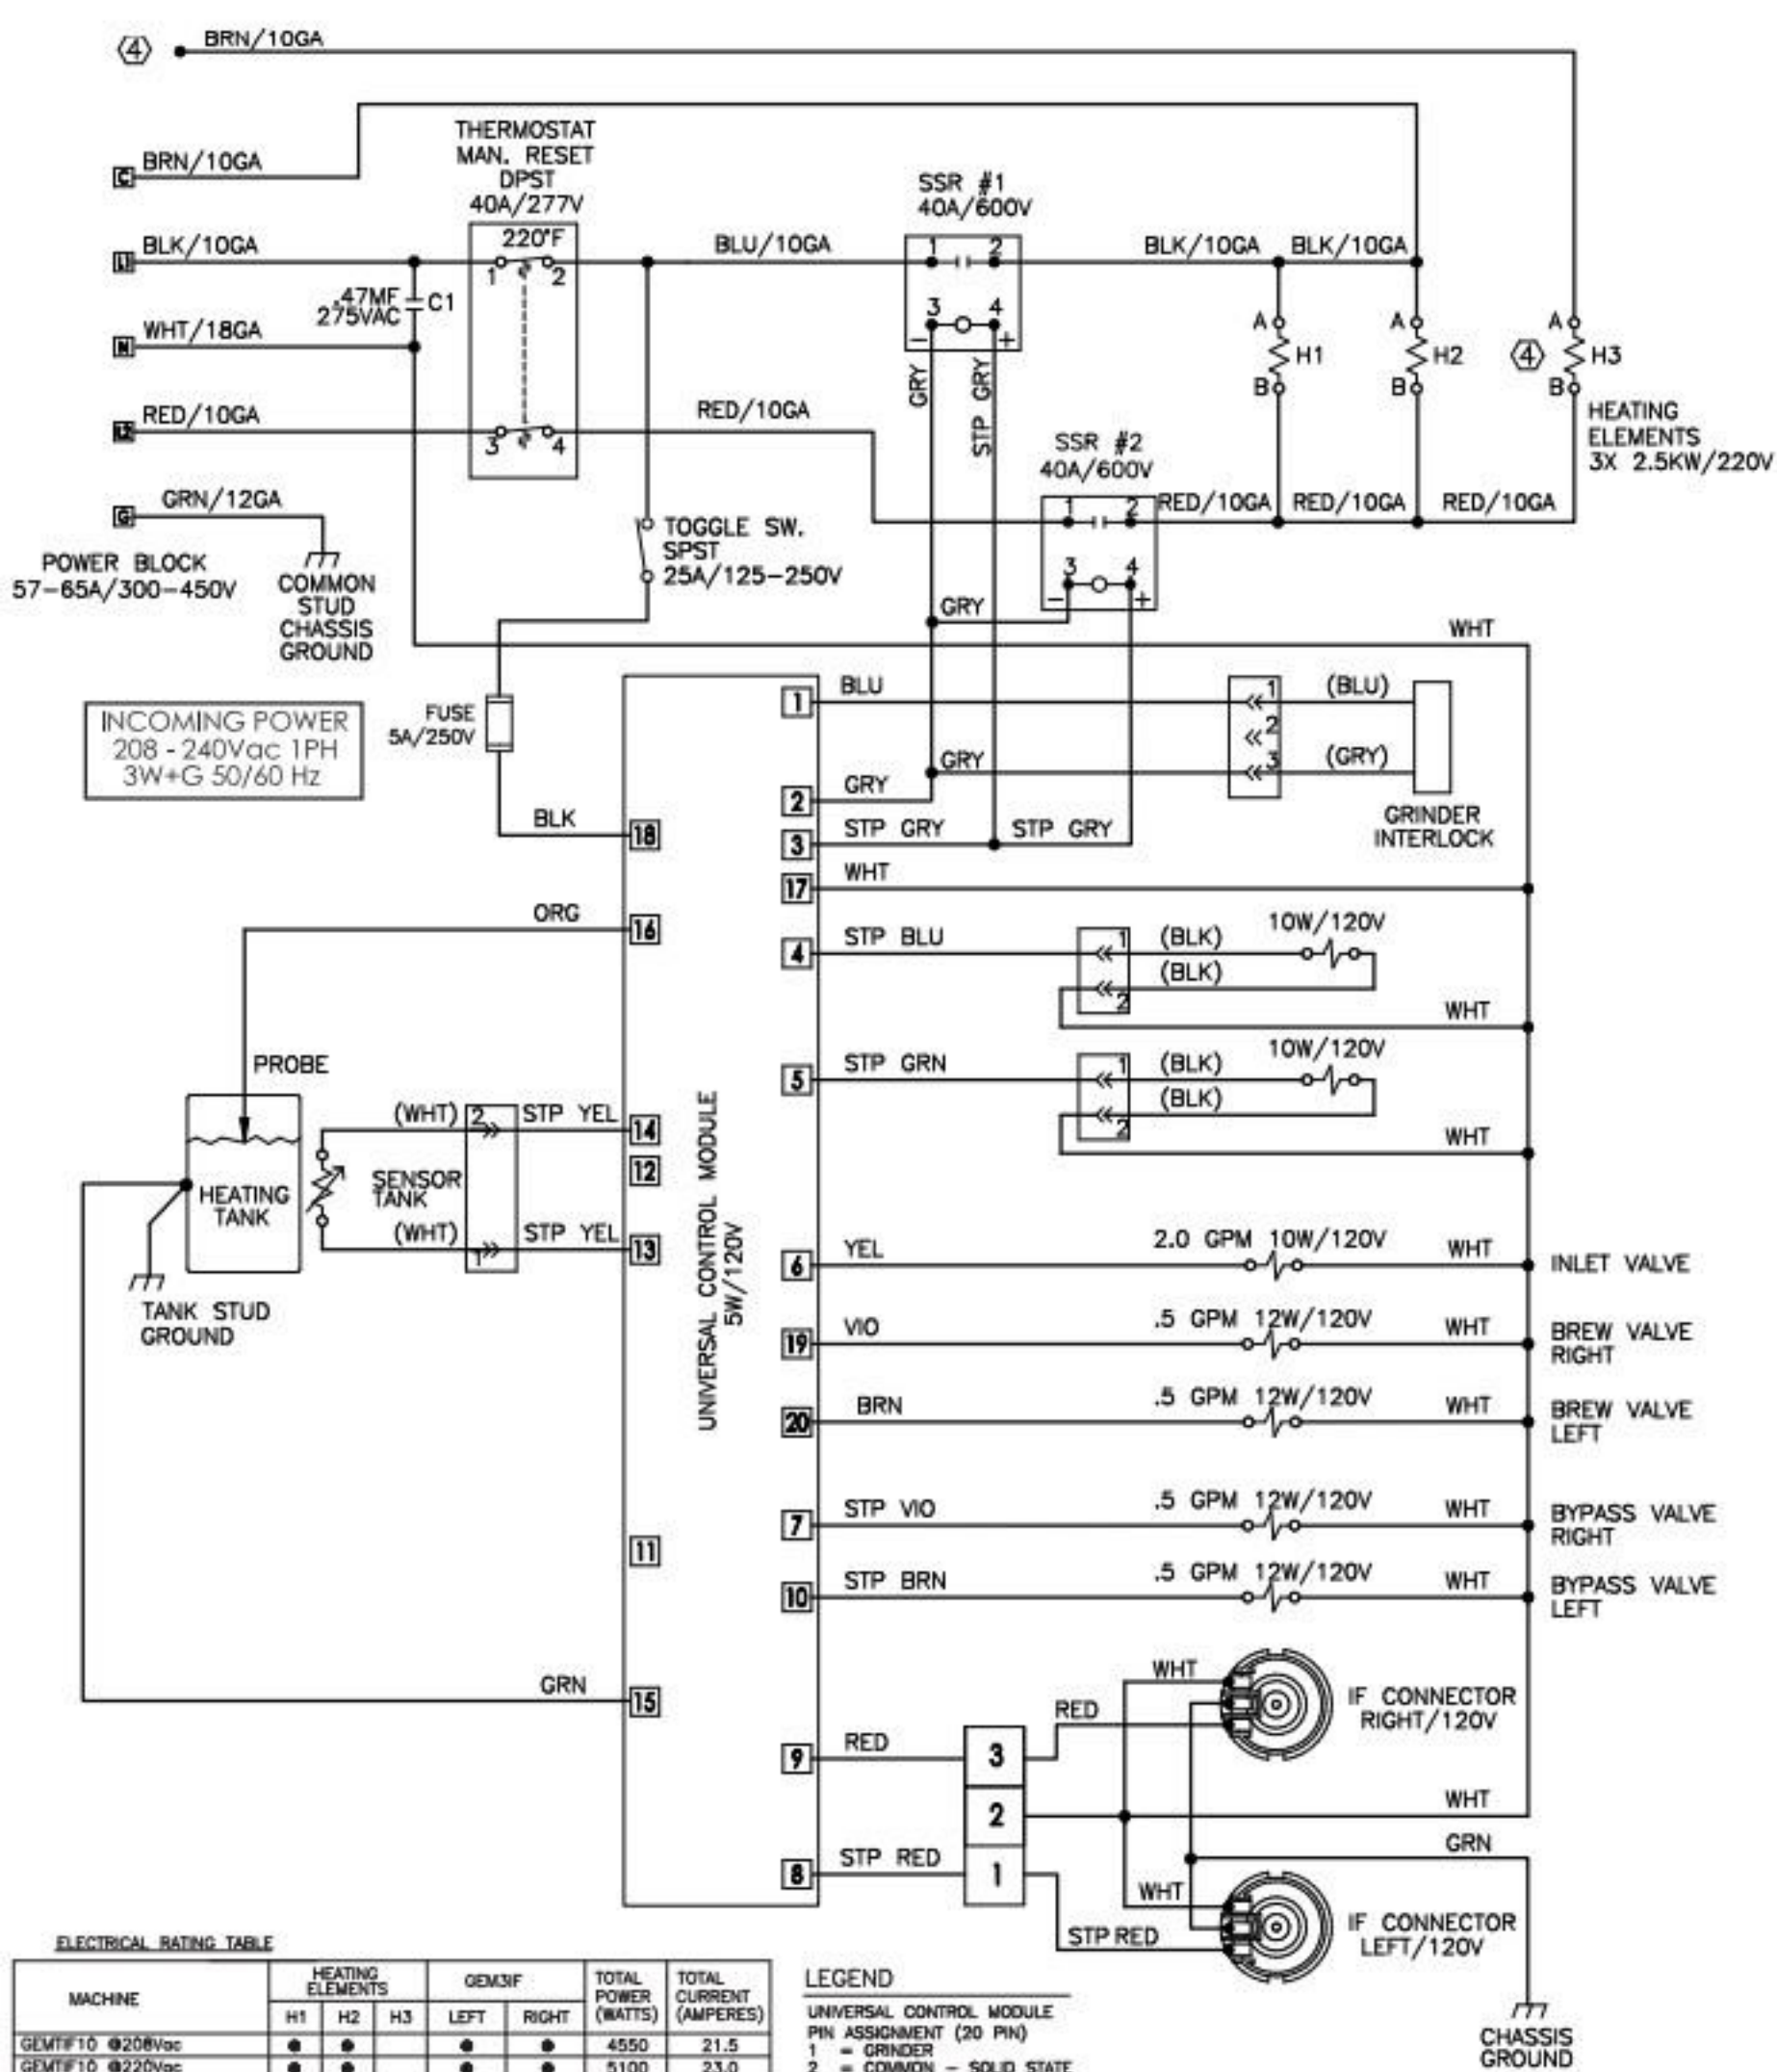 4
BRN/10GA
C
BRN/10GA
THERMOSTAT
MAN. RESET
DPST
40A/277V
220°F
1
2
3
4
L1
BLK/10GA
.47MF
275VAC
C1
N
WHT/18GA
L2
RED/10GA
G
GRN/12GA
POWER BLOCK
57-65A/300-450V
COMMON
STUD
CHASSIS
GROUND
BLU/10GA
RED/10GA
SSR #1
40A/600V
1 2
3 4
- +
GRY
STP GRY
BLK/10GA BLK/10GA
A A A
H1 H2 4 H3
B B B
HEATING
ELEMENTS
3X 2.5KW/220V
SSR #2
40A/600V
1 2
3 4
- +
RED/10GA RED/10GA RED/10GA
TOGGLE SW.
SPST
25A/125-250V
GRY
WHT
INCOMING POWER
208 - 240Vac 1PH
3W+G 50/60 Hz
FUSE
5A/250V
BLK
18
1
BLU
1
(BLU)
2
GRY
3
(GRY)
GRINDER
INTERLOCK
2
GRY
3
STP GRY
STP GRY
17
WHT
ORG
16
4
STP BLU
1
(BLK)
10W/120V
(BLK)
2
WHT
PROBE
5
STP GRN
1
(BLK)
10W/120V
(BLK)
2
WHT
HEATING
TANK
(WHT)
2
STP YEL
14
12
SENSOR
TANK
(WHT)
1
STP YEL
13
TANK STUD
GROUND
UNIVERSAL CONTROL MODULE
5W/120V
6
YEL
2.0 GPM 10W/120V
WHT
INLET VALVE
19
VIO
.5 GPM 12W/120V
WHT
BREW VALVE
RIGHT
20
BRN
.5 GPM 12W/120V
WHT
BREW VALVE
LEFT
7
STP VIO
.5 GPM 12W/120V
WHT
BYPASS VALVE
RIGHT
11
10
STP BRN
.5 GPM 12W/120V
WHT
BYPASS VALVE
LEFT
GRN
15
WHT
RED
IF CONNECTOR
RIGHT/120V
9
RED
3
2
WHT
GRN
8
STP RED
1
WHT
STP RED
IF CONNECTOR
LEFT/120V
CHASSIS
GROUND
ELECTRICAL RATING TABLE
MACHINE
HEATING
ELEMENTS
H1 H2 H3
GEM3IF
LEFT RIGHT
TOTAL
POWER
(WATTS)
TOTAL
CURRENT
(AMPERES)
GEMTIF10 @208Vac 4550 21.5
GEMTIF10 @220Vac 5100 23.0
LEGEND
UNIVERSAL CONTROL MODULE
PIN ASSIGNMENT (20 PIN)
1 = GRINDER
2 = COMMON - SOLID STATE